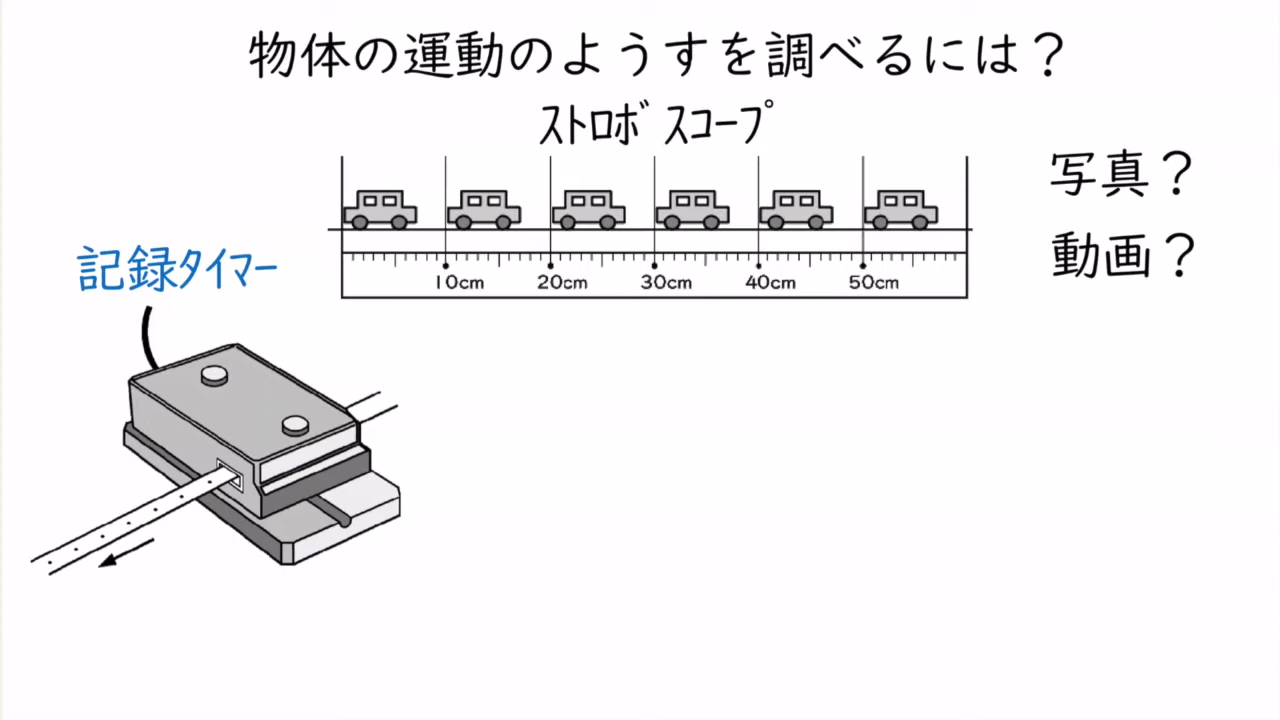 物体の運動のようすを調べるには？
ｽﾄﾛﾎﾞｽｺｰﾌﾟ
写真？
動画？
10cm 20cm 30cm 40cm 50cm
記録ﾀｲﾏｰ